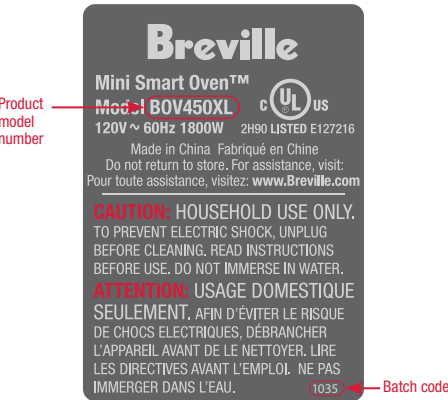 Breville
Mini Smart Oven™
Model BOV450XL
120V ~ 60Hz 1800W
C UL US
2H90 LISTED E127216
Made in China Fabriqué en Chine
Do not return to store. For assistance, visit:
Pour toute assistance, visitez: www.Breville.com
CAUTION: HOUSEHOLD USE ONLY.
TO PREVENT ELECTRIC SHOCK, UNPLUG
BEFORE CLEANING. READ INSTRUCTIONS
BEFORE USE. DO NOT IMMERSE IN WATER.
ATTENTION: USAGE DOMESTIQUE
SEULEMENT. AFIN D'ÉVITER LE RISQUE
DE CHOCS ELECTRIQUES, DÉBRANCHER
L'APPAREIL AVANT DE LE NETTOYER. LIRE
LES DIRECTIVES AVANT L'EMPLOI. NE PAS
IMMERGER DANS L'EAU.
1035
Product
model
number
Batch code